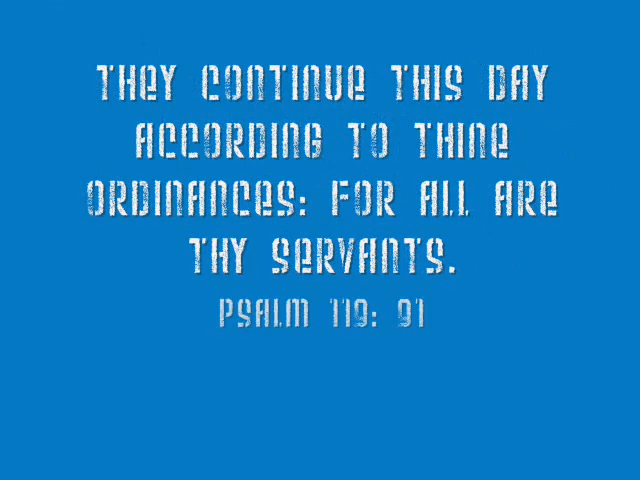 THEY CONTINUE THIS DAY
ACCORDING TO THINE
ORDINANCES: FOR ALL ARE
THY SERVANTS.
PSALM 119: 91